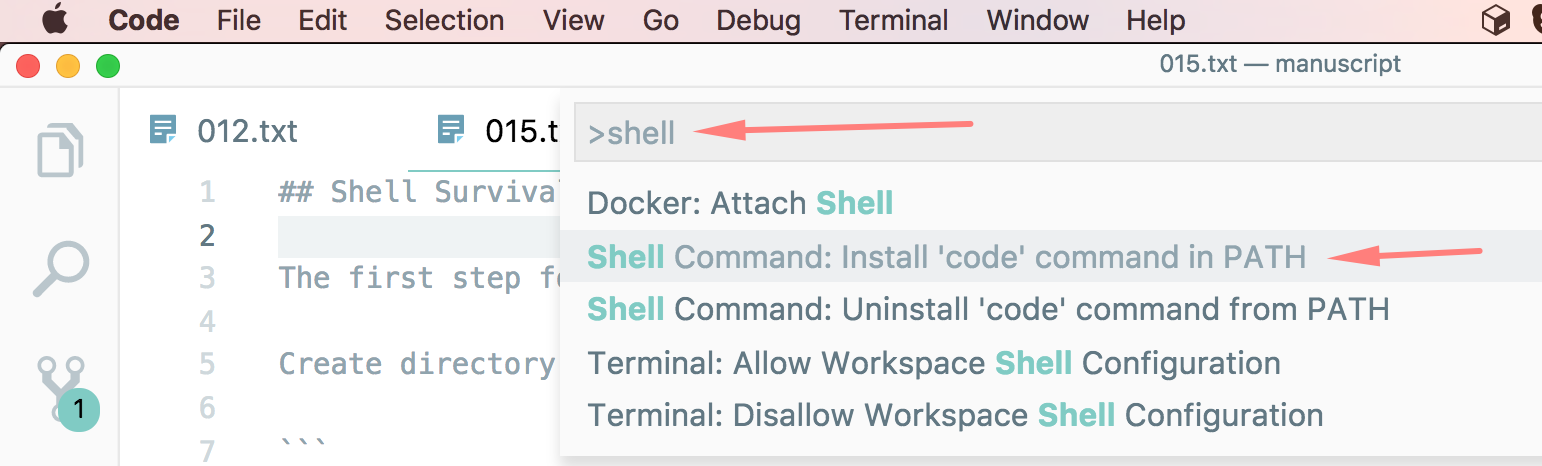 Code File Edit Selection View Go Debug Terminal Window Help
015.txt — manuscript
012.txt
015.t
>shell
Docker: Attach Shell
Shell Command: Install 'code' command in PATH
Shell Command: Uninstall 'code' command from PATH
Terminal: Allow Workspace Shell Configuration
Terminal: Disallow Workspace Shell Configuration
1 ## Shell Surviva
2
3 The first step fo
4
5 Create directory
6
7 ```
1